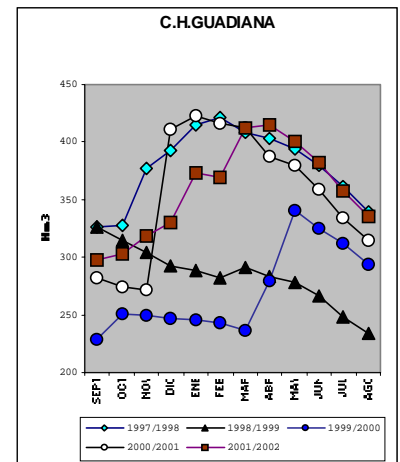 C.H.GUADIANA
450
400
350
300
250
200
Hm3
SEPT
OCT
NOV
DIC
ENE
FEB
MAR
ABR
MAY
JUN
JUL
AGO
1997/1998 1998/1999 1999/2000
2000/2001 2001/2002